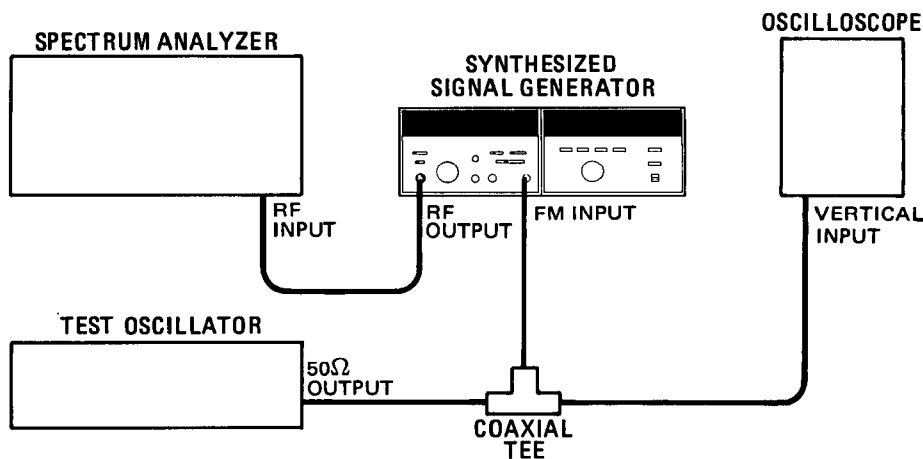 OSCILLOSCOPE
SPECTRUM ANALYZER
SYNTHESIZED
SIGNAL GENERATOR
RF
INPUT
RF
OUTPUT
FM INPUT
VERTICAL
INPUT
TEST OSCILLATOR
50Ω
OUTPUT
COAXIAL
TEE